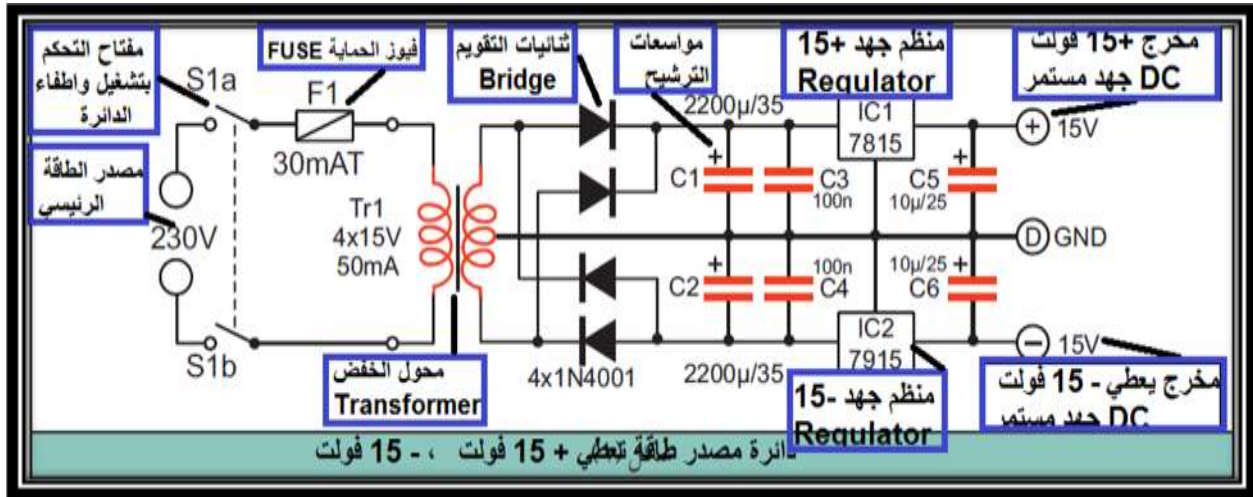 مفتاح التحكم
بتشغيل واطفاء
الدائرة
فيوز الحماية FUSE
ثنائيات التقويم
Bridge
مواسعات
الترشيح
منظم جهد +15
Regulator
مخرج +15 فولت
DC جهد مستمر
S1a
F1
30mAT
2200µ/35
IC1
7815
+
15V
مصدر الطاقة
الرئيسي
230V
Tr1
4x15V
50mA
+
C1
C3
100n
+
C5
10µ/25
D
GND
+
C2
100n
C4
10µ/25
+
C6
S1b
محول الخفض
Transformer
4x1N4001
2200µ/35
IC2
7915
−
15V
منظم جهد -15
Regulator
مخرج يعطي - 15 فولت
DC جهد مستمر
دائرة مصدر طاقة تعطي + 15 فولت ، - 15 فولت